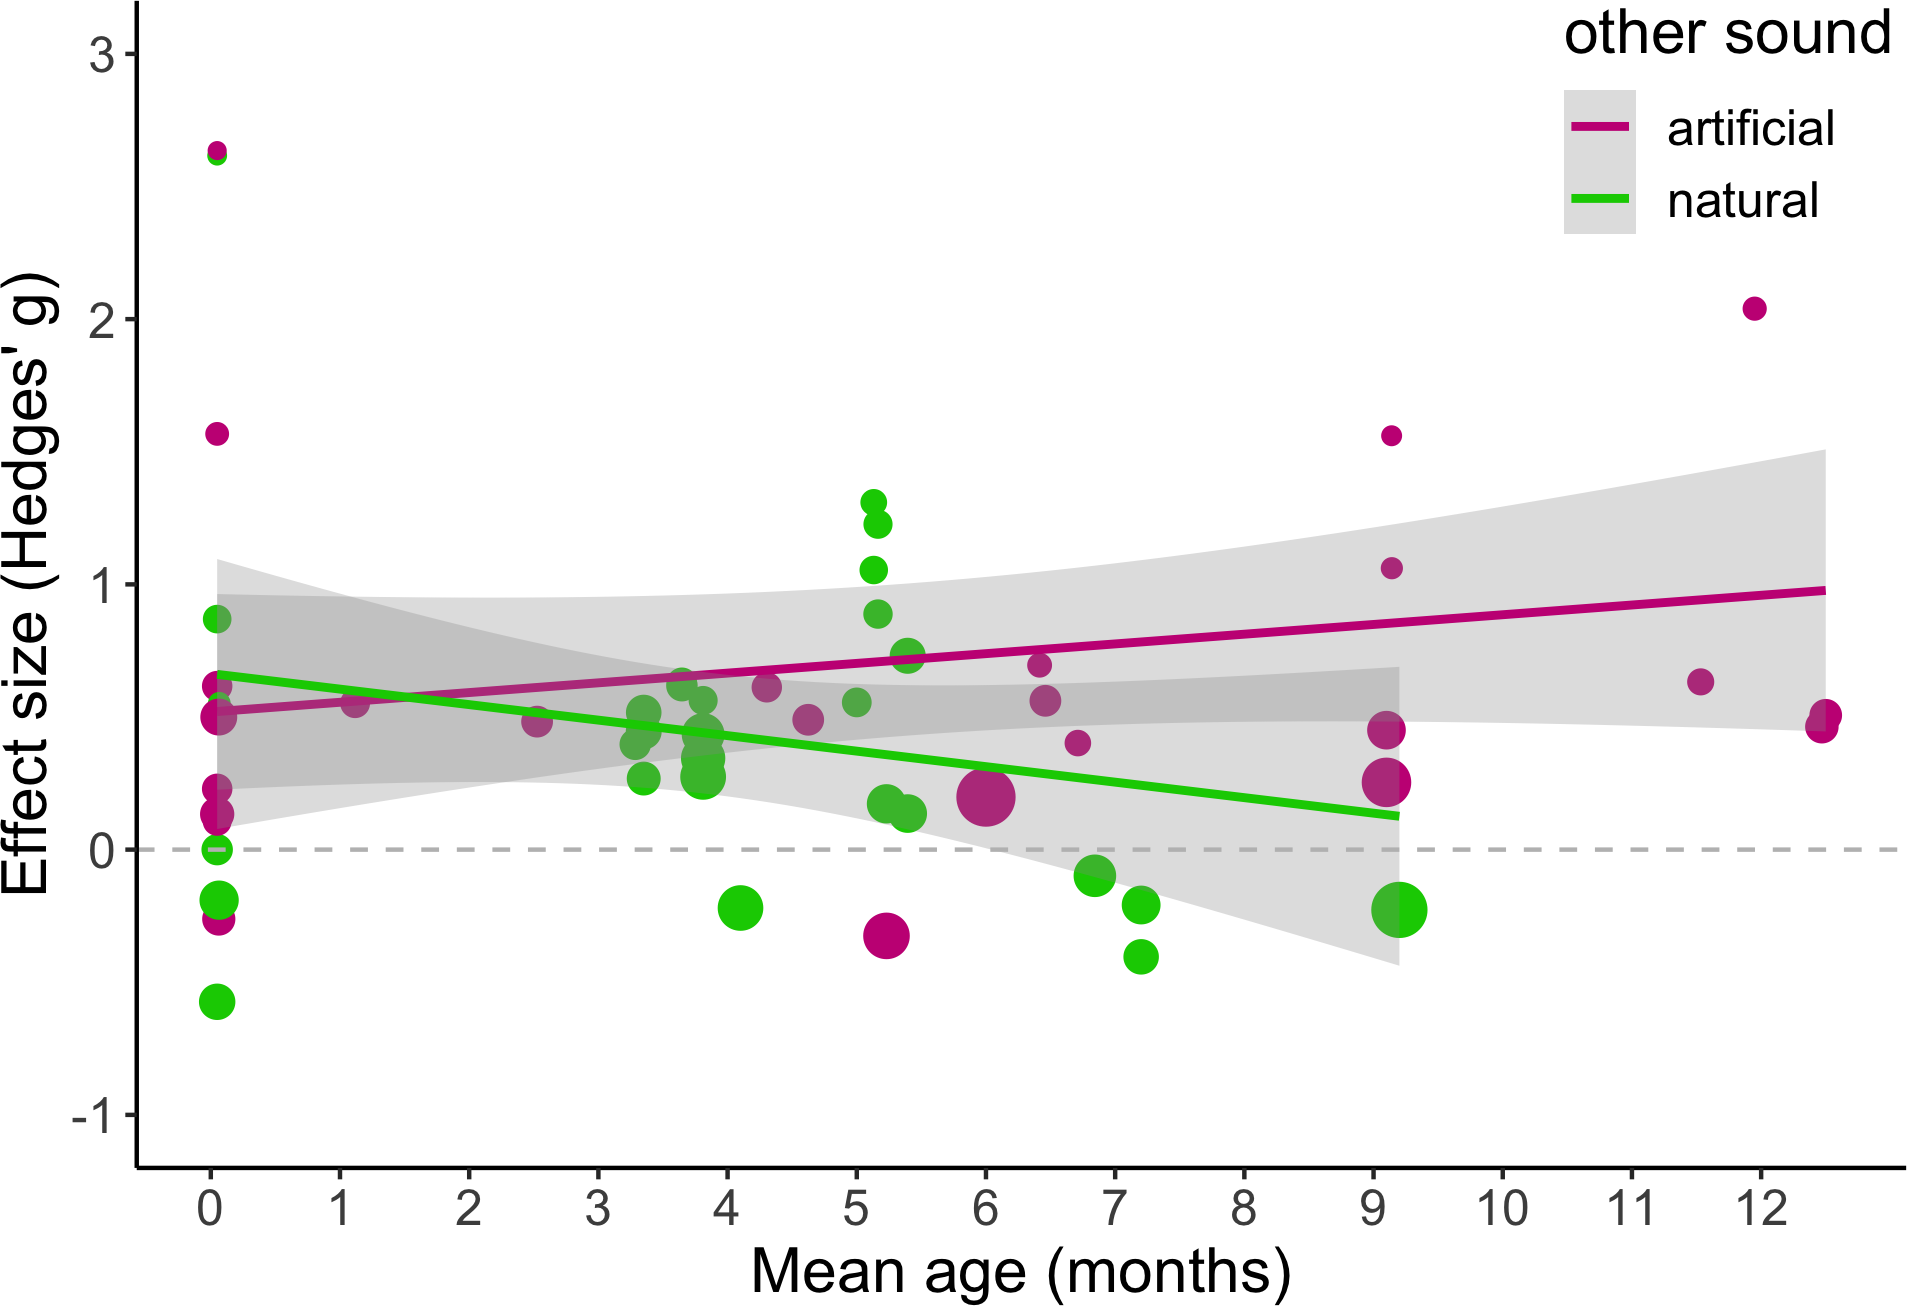 other sound
artificial
natural
Effect size (Hedges' g)
3
2
1
0
-1
0 1 2 3 4 5 6 7 8 9 10 11 12
Mean age (months)